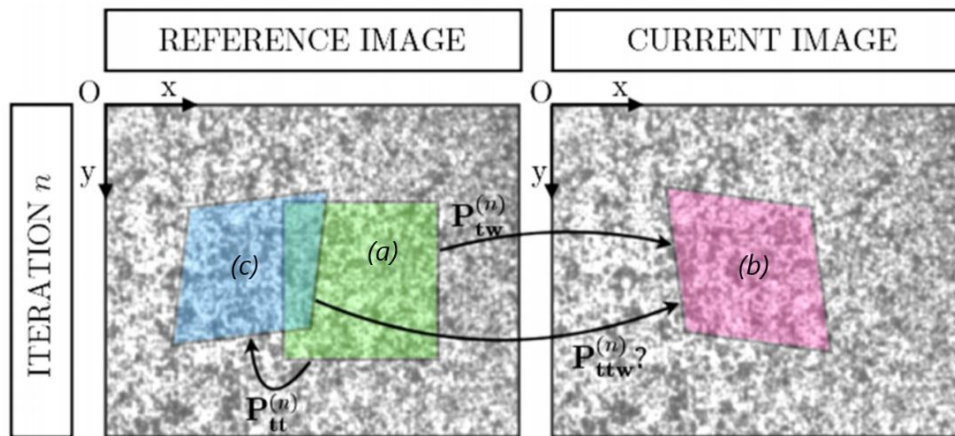 REFERENCE IMAGE
CURRENT IMAGE
O x
O x
y
y
ITERATION n
P_tw^(n)
(c)
(a)
(b)
P_ttw^(n)?
P_tt^(n)